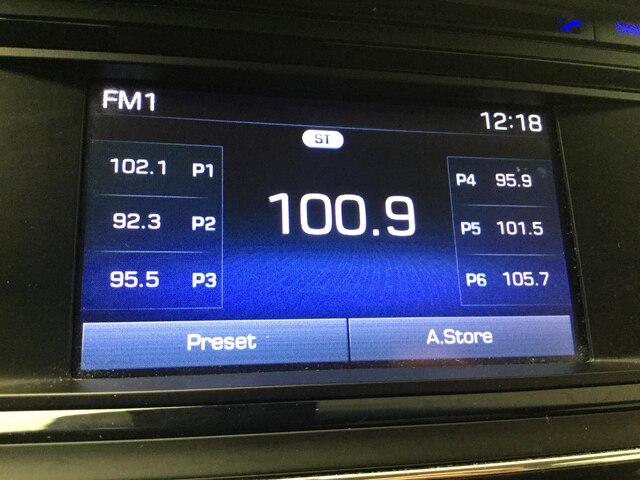 FM1
12:18
ST
102.1 P1
92.3 P2
95.5 P3
100.9
P4 95.9
P5 101.5
P6 105.7
Preset
A.Store